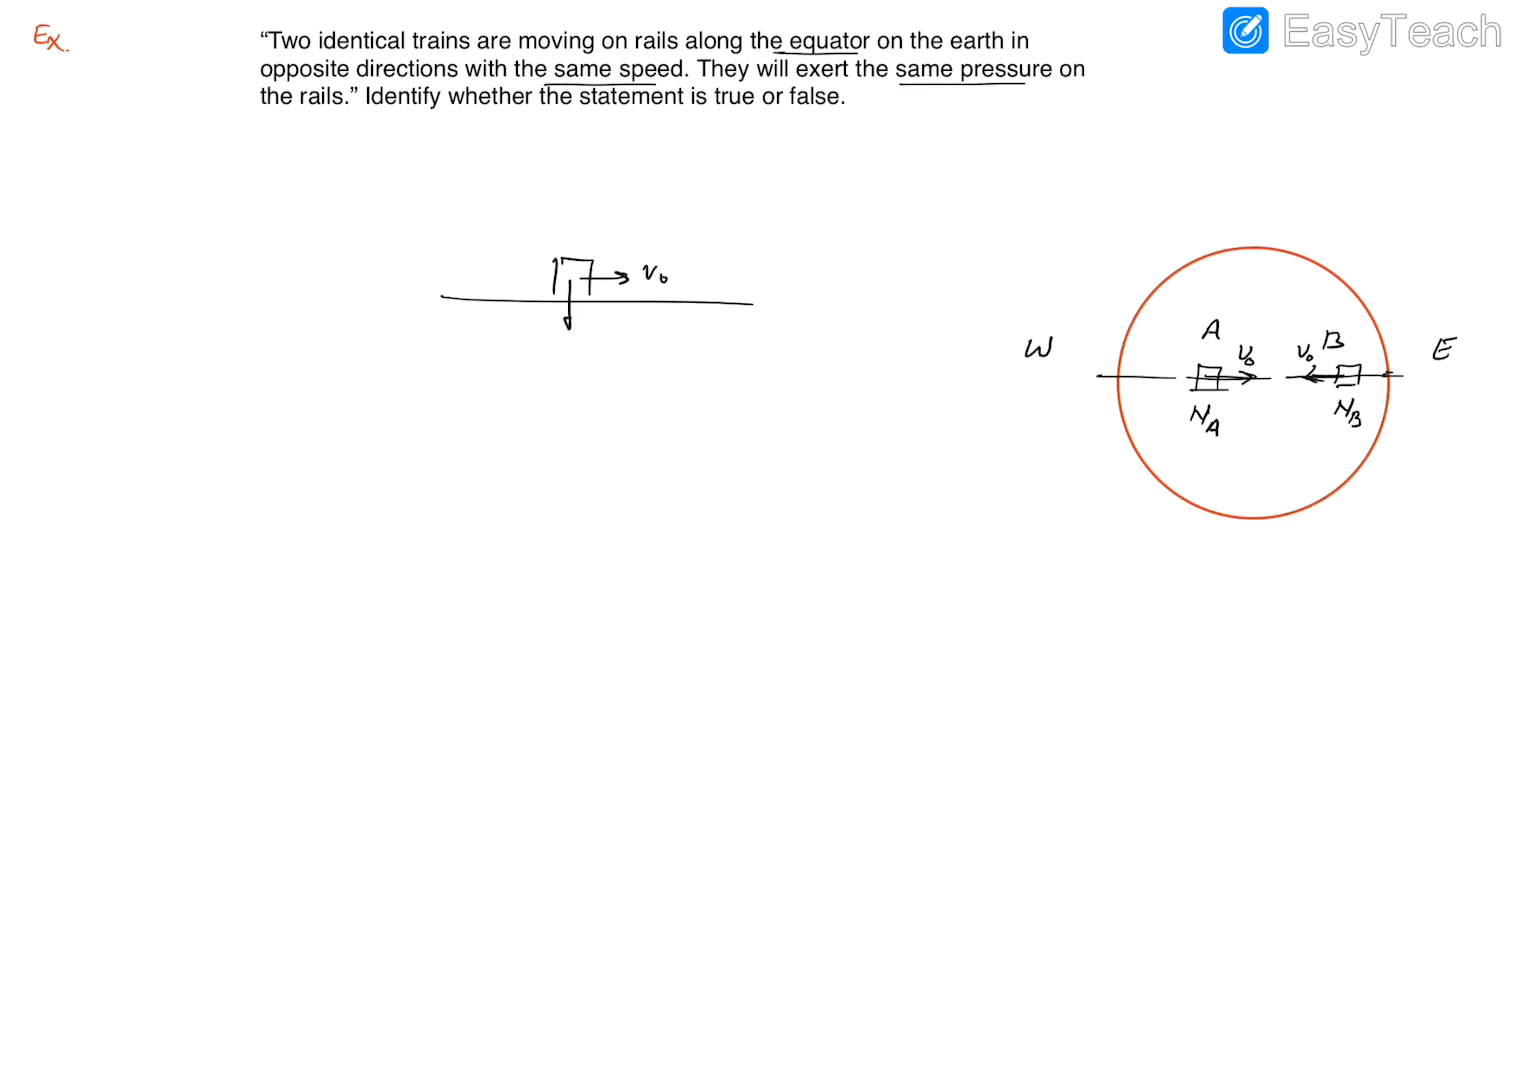 Ex.
“Two identical trains are moving on rails along the equator on the earth in
opposite directions with the same speed. They will exert the same pressure on
the rails.” Identify whether the statement is true or false.
EasyTeach
v₀
W
A
v₀
v₀
B
E
N_A
N_B